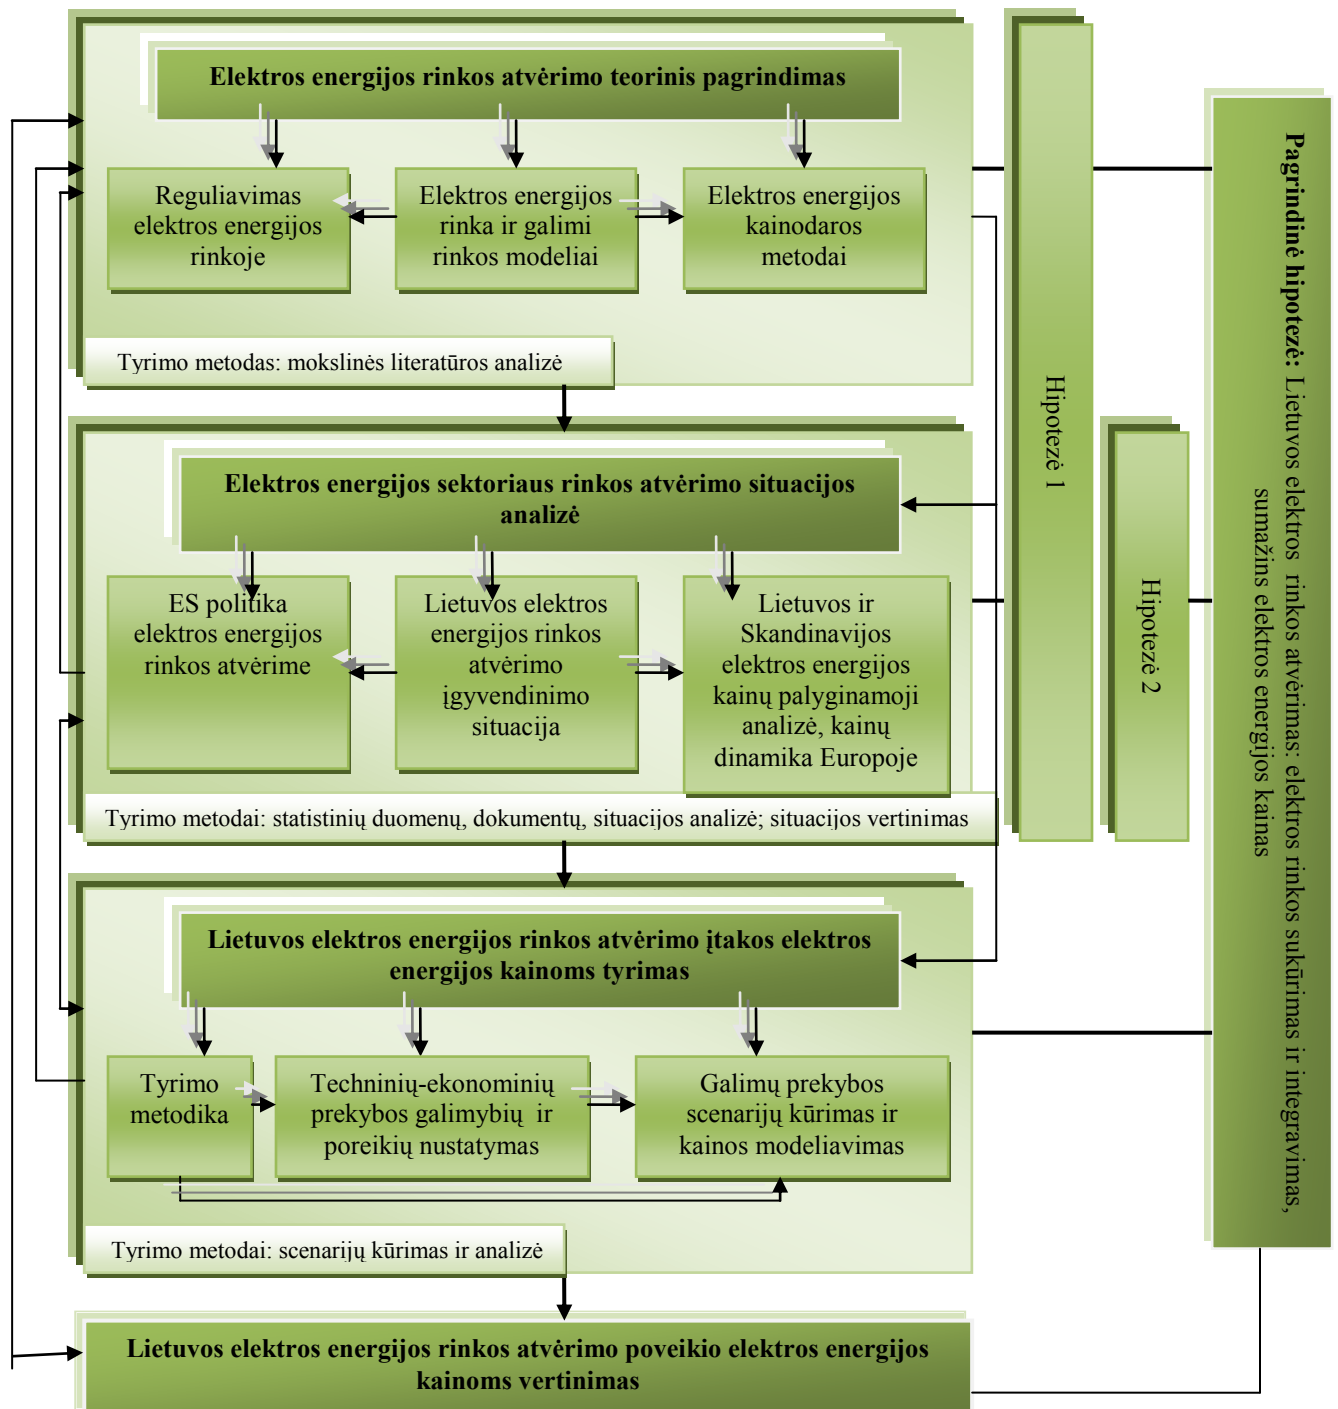 Elektros energijos rinkos atvėrimo teorinis pagrindimas
Reguliavimas
elektros energijos
rinkoje
Elektros energijos
rinka ir galimi
rinkos modeliai
Elektros energijos
kainodaros
metodai
Tyrimo metodas: mokslinės literatūros analizė
Elektros energijos sektoriaus rinkos atvėrimo situacijos
analizė
ES politika
elektros energijos
rinkos atvėrime
Lietuvos elektros
energijos rinkos
atvėrimo
įgyvendinimo
situacija
Lietuvos ir
Skandinavijos
elektros energijos
kainų palyginamoji
analizė, kainų
dinamika Europoje
Tyrimo metodai: statistinių duomenų, dokumentų, situacijos analizė; situacijos vertinimas
Lietuvos elektros energijos rinkos atvėrimo įtakos elektros
energijos kainoms tyrimas
Tyrimo
metodika
Techninių-ekonominių
prekybos galimybių ir
poreikių nustatymas
Galimų prekybos
scenarijų kūrimas ir
kainos modeliavimas
Tyrimo metodai: scenarijų kūrimas ir analizė
Lietuvos elektros energijos rinkos atvėrimo poveikio elektros energijos
kainoms vertinimas
Hipotezė 1
Hipotezė 2
Pagrindinė hipotezė: Lietuvos elektros rinkos atvėrimas: elektros rinkos sukūrimas ir integravimas,
sumažins elektros energijos kainas